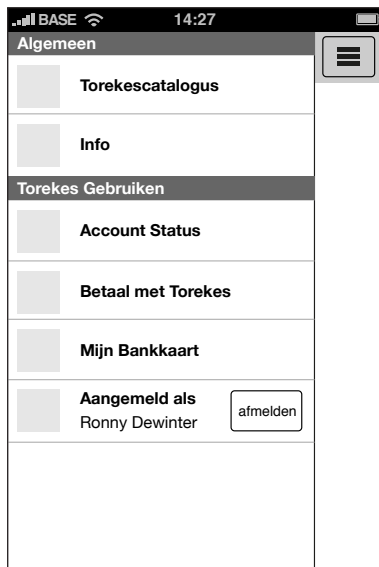 BASE 14:27
Algemeen
Torekescatalogus
Info
Torekes Gebruiken
Account Status
Betaal met Torekes
Mijn Bankkaart
Aangemeld als
Ronny Dewinter
afmelden